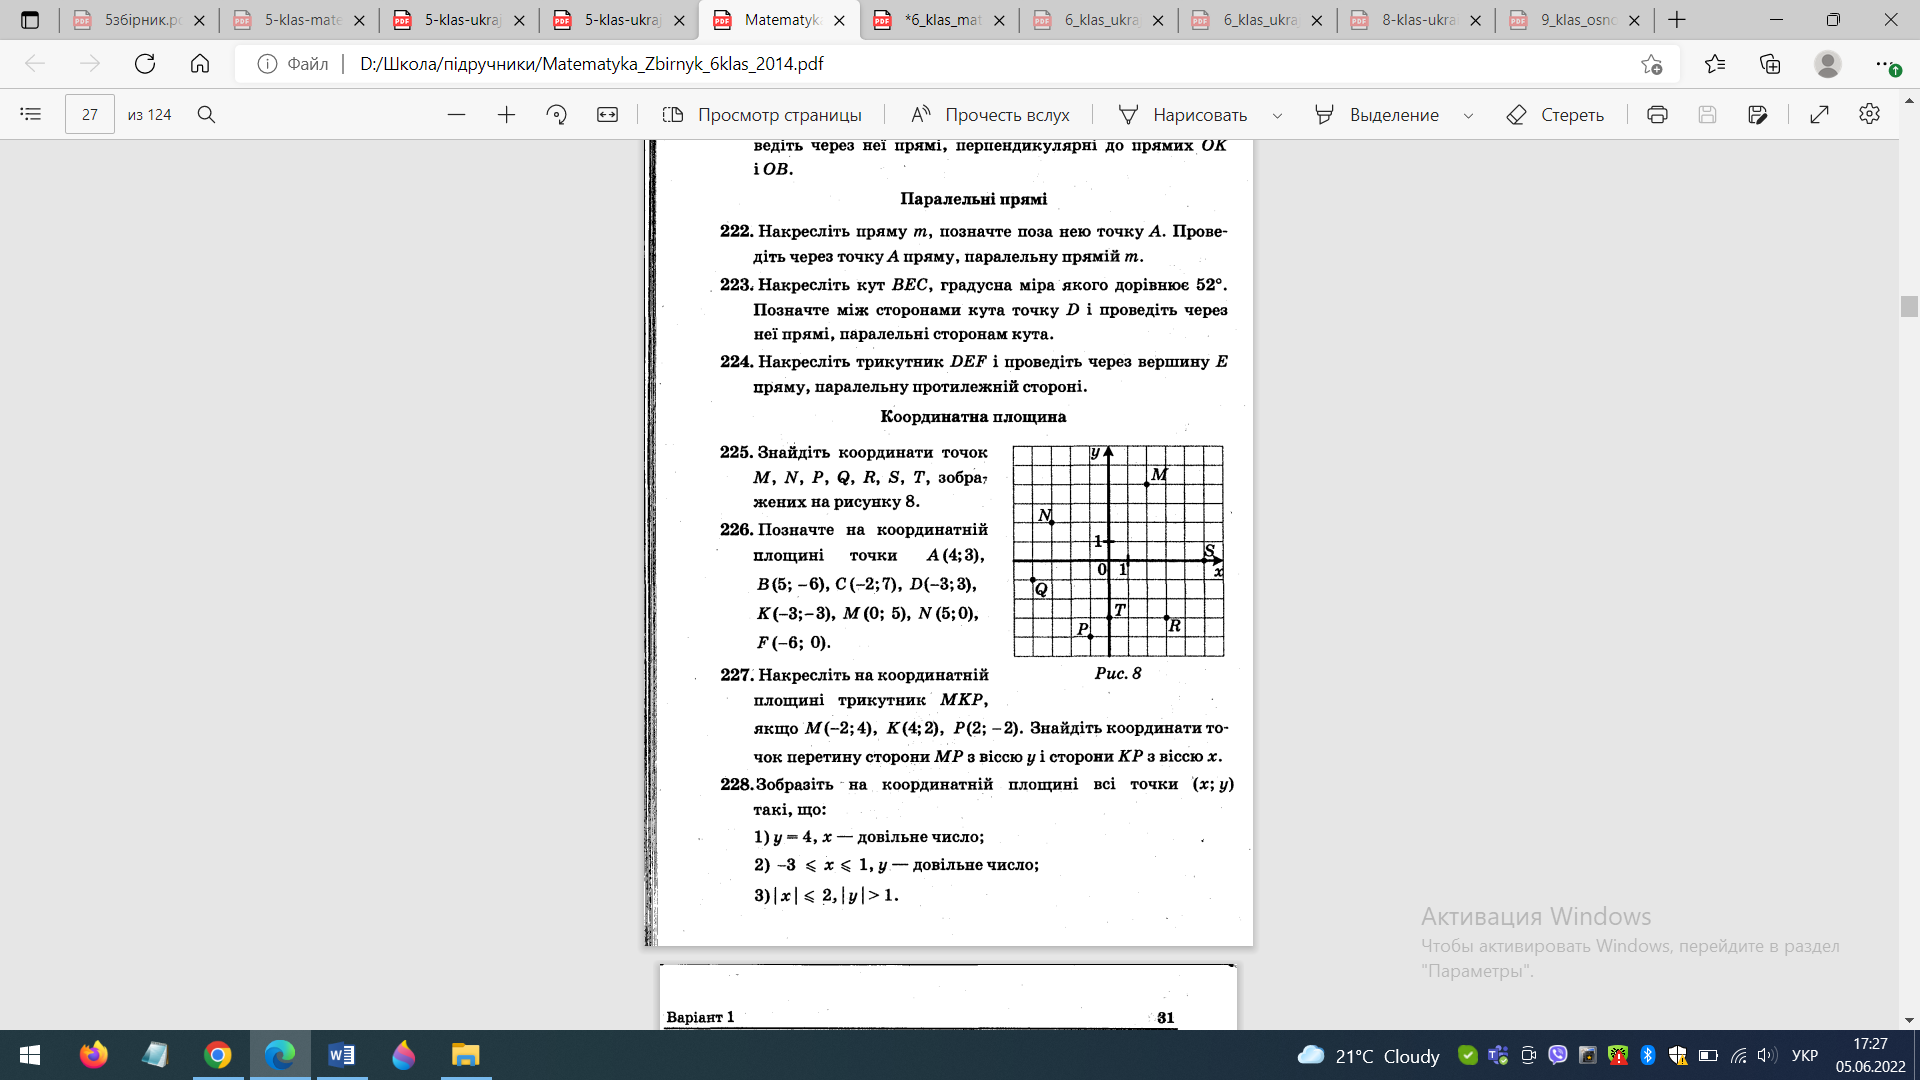 5збірник.pc
5-klas-mate
5-klas-ukraj
5-klas-ukraj
Matematyka
*6_klas_mat
6_klas_ukra
6_klas_ukra
8-klas-ukrai
9_klas_osno
Файл
D:/Школа/підручники/Matematyka_Zbirnyk_6klas_2014.pdf
27 из 124
Просмотр страницы
Прочесть вслух
Нарисовать
Выделение
Стереть
ведіть через неї прямі, перпендикулярні до прямих OK
і OB.
Паралельні прямі
222. Накресліть пряму m, позначте поза нею точку A. Прове-
діть через точку A пряму, паралельну прямій m.
223. Накресліть кут BEC, градусна міра якого дорівнює 52°.
Позначте між сторонами кута точку D і проведіть через
неї прямі, паралельні сторонам кута.
224. Накресліть трикутник DEF і проведіть через вершину E
пряму, паралельну протилежній стороні.
Координатна площина
225. Знайдіть координати точок
M, N, P, Q, R, S, T, зобра-
жених на рисунку 8.
226. Позначте на координатній
площині точки A (4; 3),
B (5; −6), C (−2; 7), D (−3; 3),
K (−3; −3), M (0; 5), N (5; 0),
F (−6; 0).
y
M
N
1
S
0 1 x
Q
T
P
R
Рис. 8
227. Накресліть на координатній
площині трикутник MKP,
якщо M (−2; 4), K (4; 2), P (2; −2). Знайдіть координати то-
чок перетину сторони MP з віссю y і сторони KP з віссю x.
228. Зобразіть на координатній площині всі точки (x; y)
такі, що:
1) y = 4, x — довільне число;
2) −3 ⩽ x ⩽ 1, y — довільне число;
3) |x| ⩽ 2, |y| > 1.
Варіант 1 31
Активация Windows
Чтобы активировать Windows, перейдите в раздел
"Параметры".
21°C Cloudy
УКР
17:27
05.06.2022